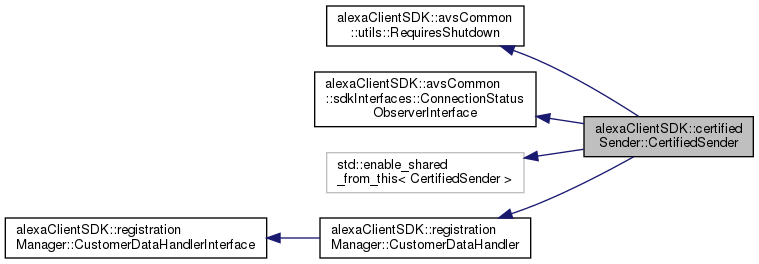 alexaClientSDK::avsCommon
::utils::RequiresShutdown
alexaClientSDK::avsCommon
::sdkInterfaces::ConnectionStatus
ObserverInterface
alexaClientSDK::certified
Sender::CertifiedSender
std::enable_shared
_from_this< CertifiedSender >
alexaClientSDK::registration
Manager::CustomerDataHandlerInterface
alexaClientSDK::registration
Manager::CustomerDataHandler